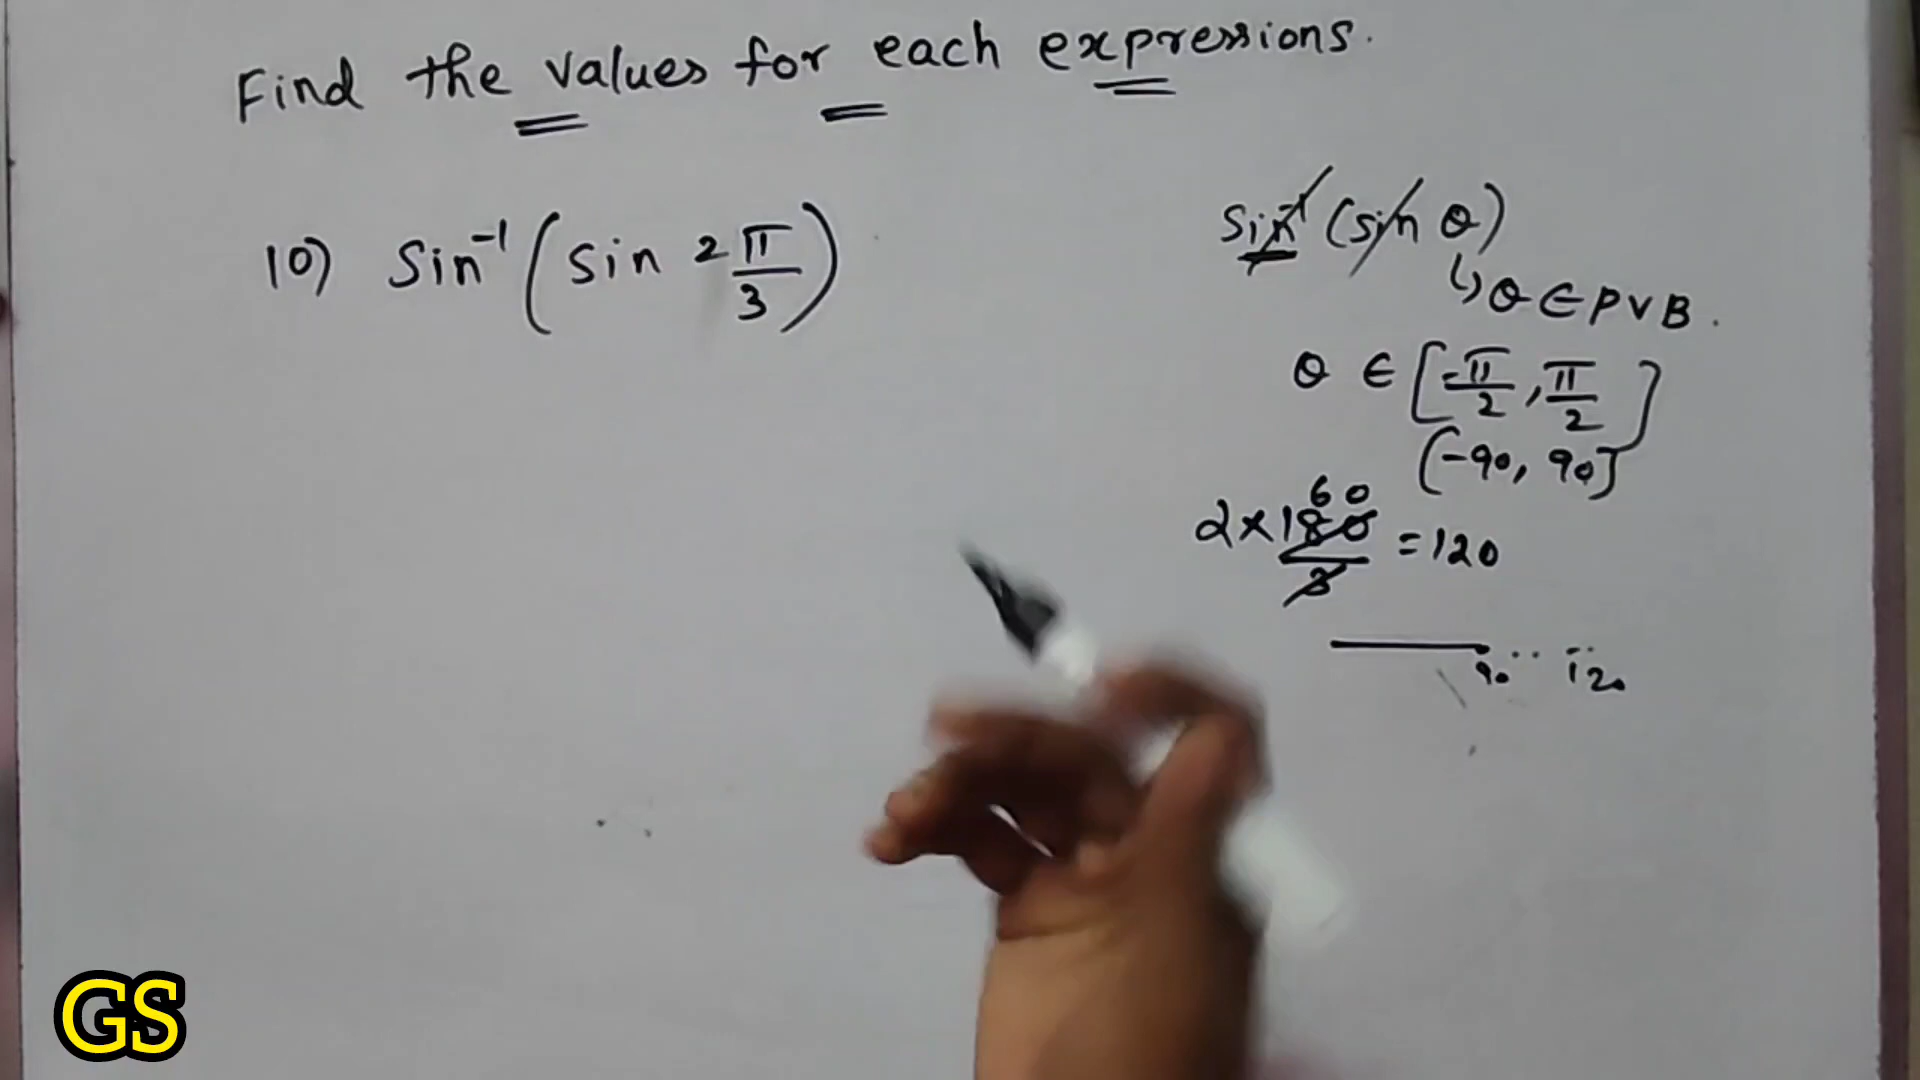 Find the values for each expressions.
10) Sin⁻¹ (sin 2π/3)
Sin⁻¹ (sin θ)
↳ θ ∈ PVB.
θ ∈ [-π/2, π/2]
(-90, 90]
60
2×180/3 = 120
90 .. 120
GS